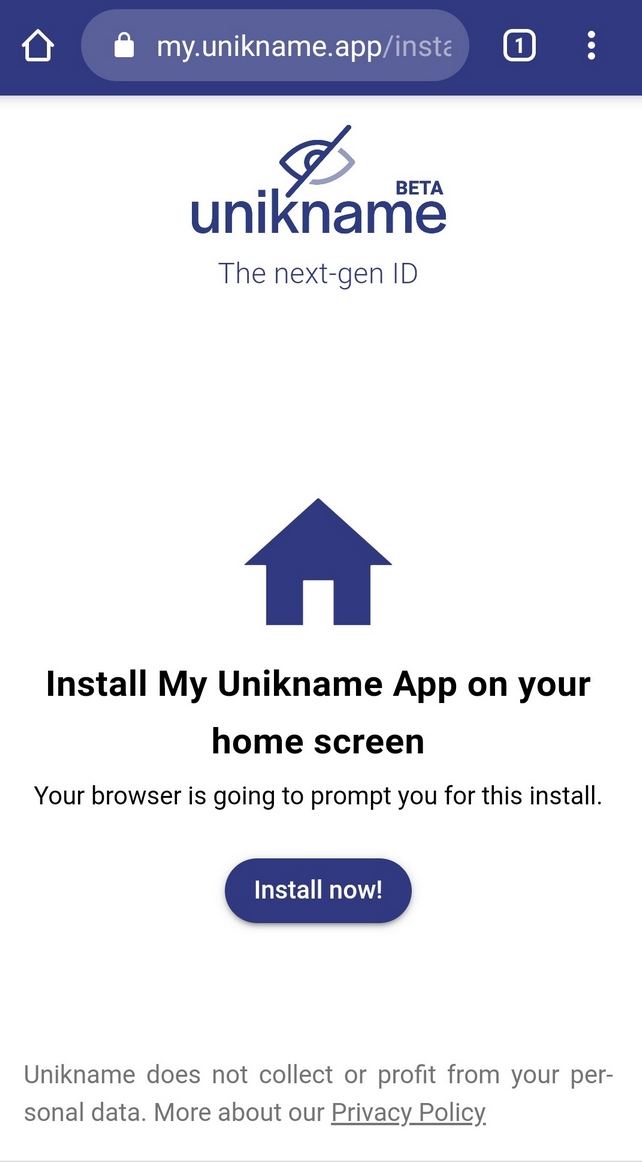 my.unikname.app/insta
1
BETA
unikname
The next-gen ID
Install My Unikname App on your
home screen
Your browser is going to prompt you for this install.
Install now!
Unikname does not collect or profit from your per-
sonal data. More about our Privacy Policy